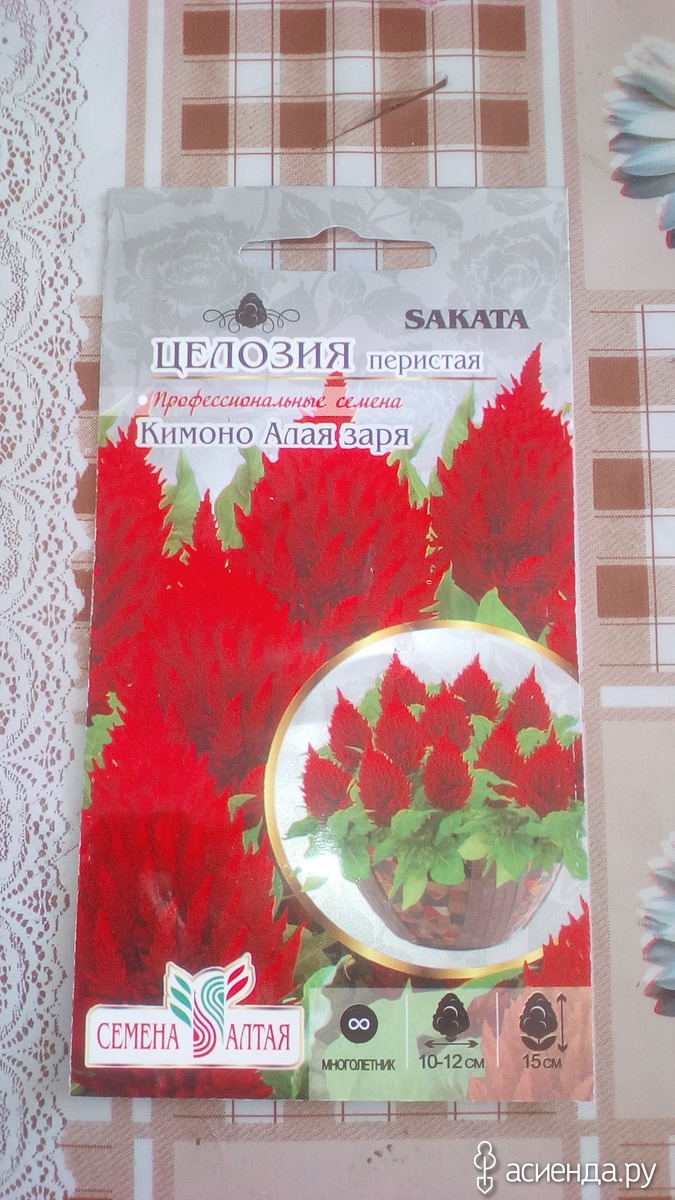 SAKATA
ЦЕЛОЗИЯ перистая
• Профессиональные семена
Кимоно Алая заря
СЕМЕНА АЛТАЯ
МНОГОЛЕТНИК
10-12 см
15 см
асиенда.ру